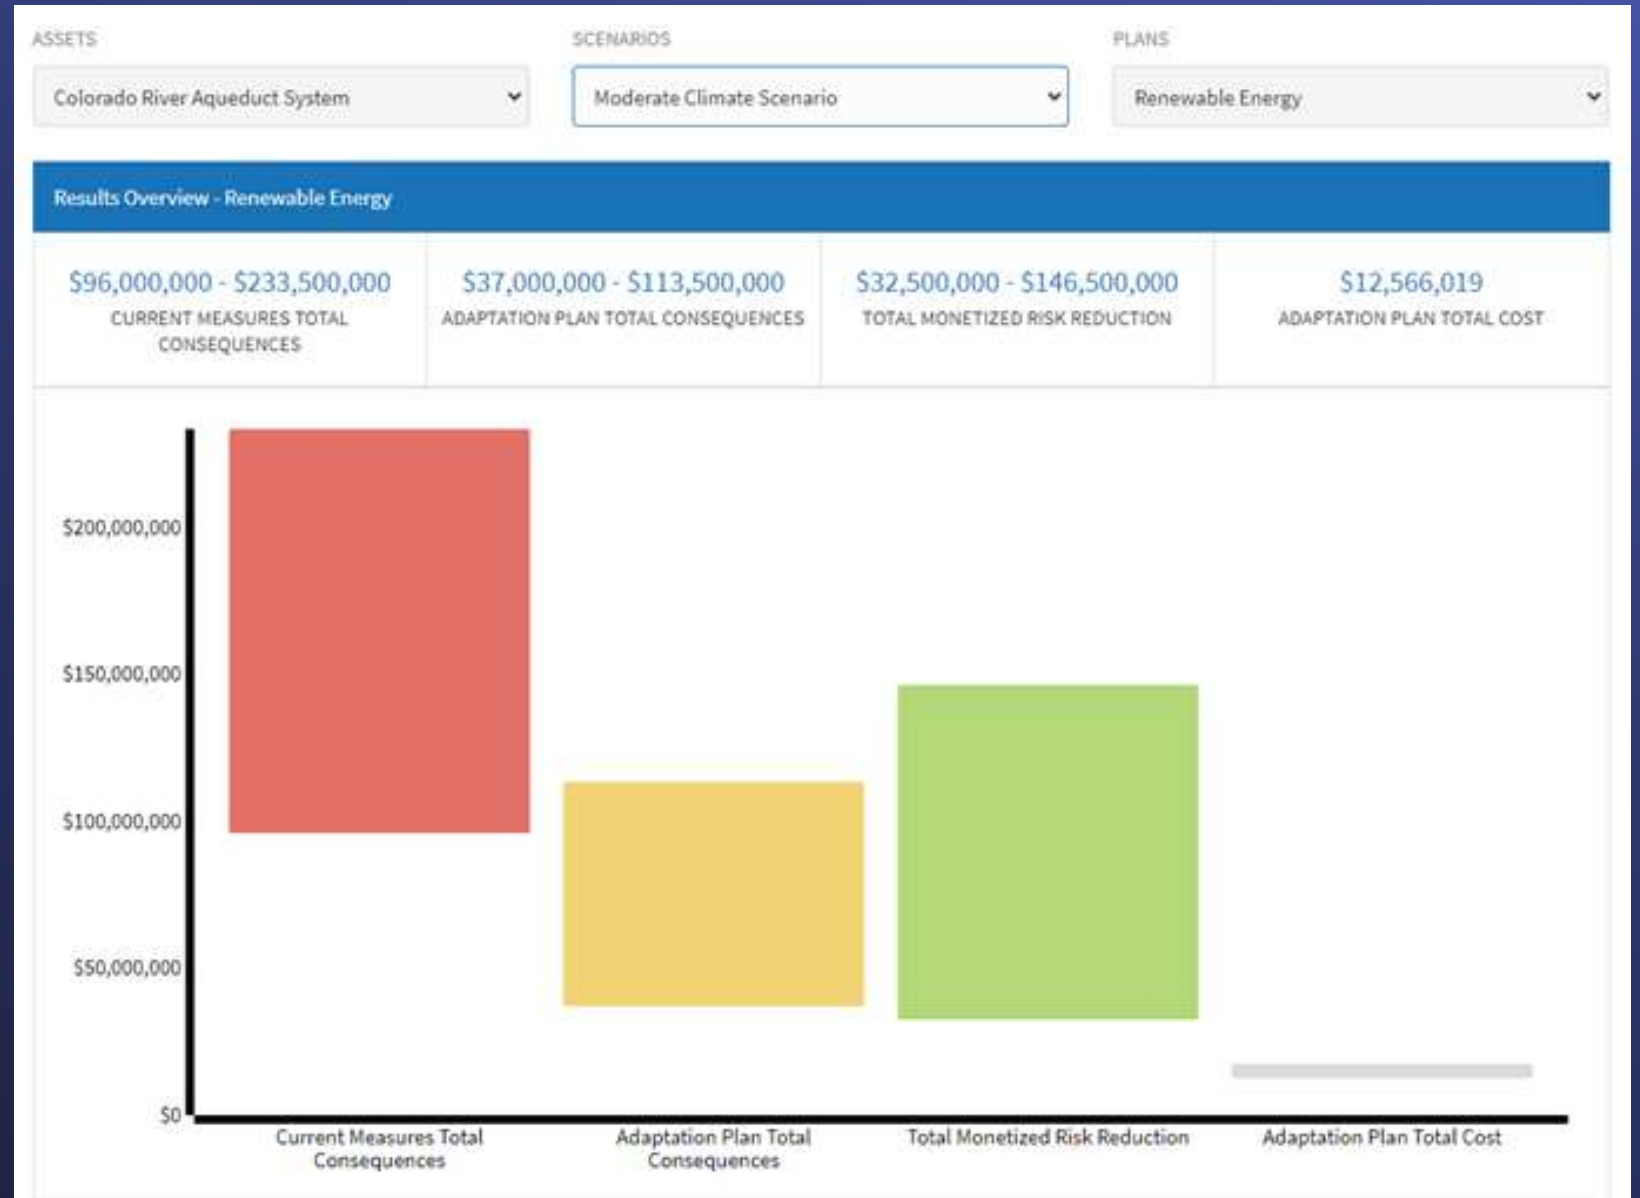 ASSETS
SCENARIOS
PLANS
Colorado River Aqueduct System
Moderate Climate Scenario
Renewable Energy
Results Overview - Renewable Energy
$96,000,000 - $233,500,000
CURRENT MEASURES TOTAL
CONSEQUENCES
$37,000,000 - $113,500,000
ADAPTATION PLAN TOTAL CONSEQUENCES
$32,500,000 - $146,500,000
TOTAL MONETIZED RISK REDUCTION
$12,566,019
ADAPTATION PLAN TOTAL COST
$200,000,000
$150,000,000
$100,000,000
$50,000,000
$0
Current Measures Total
Consequences
Adaptation Plan Total
Consequences
Total Monetized Risk Reduction
Adaptation Plan Total Cost